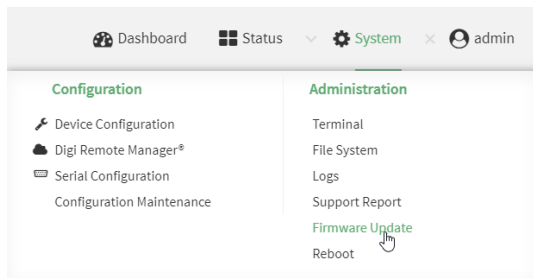 Dashboard Status System admin
Configuration
Device Configuration
Digi Remote Manager®
Serial Configuration
Configuration Maintenance
Administration
Terminal
File System
Logs
Support Report
Firmware Update
Reboot